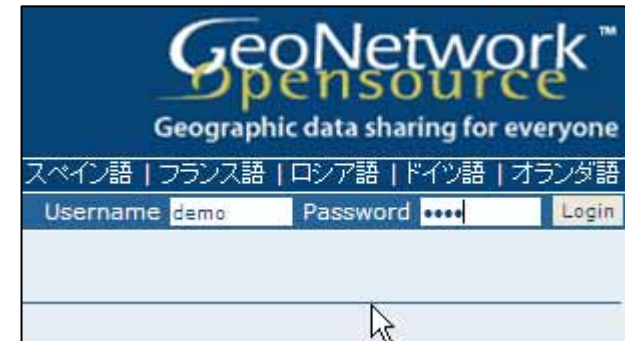 GeoNetwork™
Opensource
Geographic data sharing for everyone
スペイン語 | フランス語 | ロシア語 | ドイツ語 | オランダ語
Username demo Password •••• Login